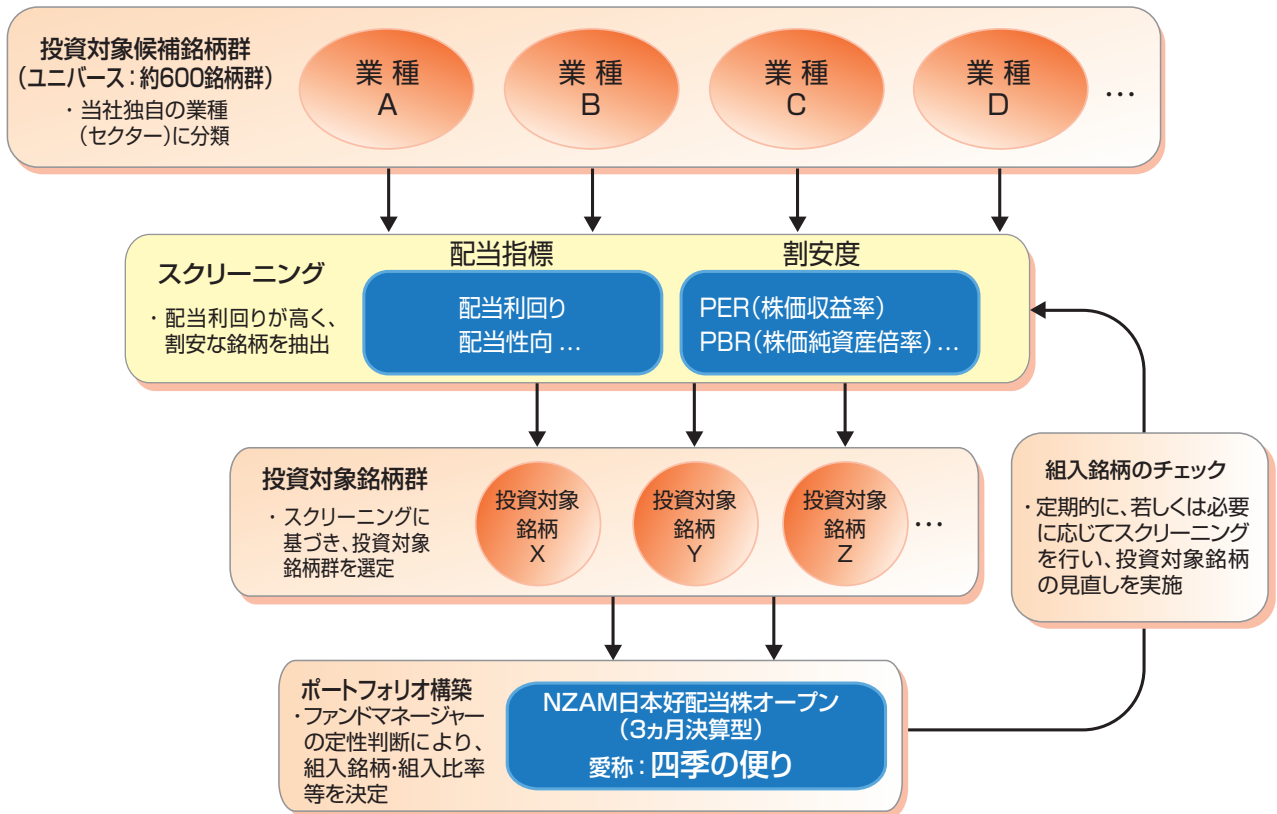 投資対象候補銘柄群
(ユニバース：約600銘柄群)
・当社独自の業種
(セクター)に分類
業種
A
業種
B
業種
C
業種
D
…
スクリーニング
・配当利回りが高く、
割安な銘柄を抽出
配当指標
配当利回り
配当性向…
割安度
PER(株価収益率)
PBR(株価純資産倍率)…
投資対象銘柄群
・スクリーニングに
基づき、投資対象
銘柄群を選定
投資対象
銘柄
X
投資対象
銘柄
Y
投資対象
銘柄
Z
…
組入銘柄のチェック
・定期的に、若しくは必要
に応じてスクリーニング
を行い、投資対象銘柄
の見直しを実施
ポートフォリオ構築
・ファンドマネージャー
の定性判断により、
組入銘柄・組入比率
等を決定
NZAM日本好配当株オープン
(3ヵ月決算型)
愛称：四季の便り